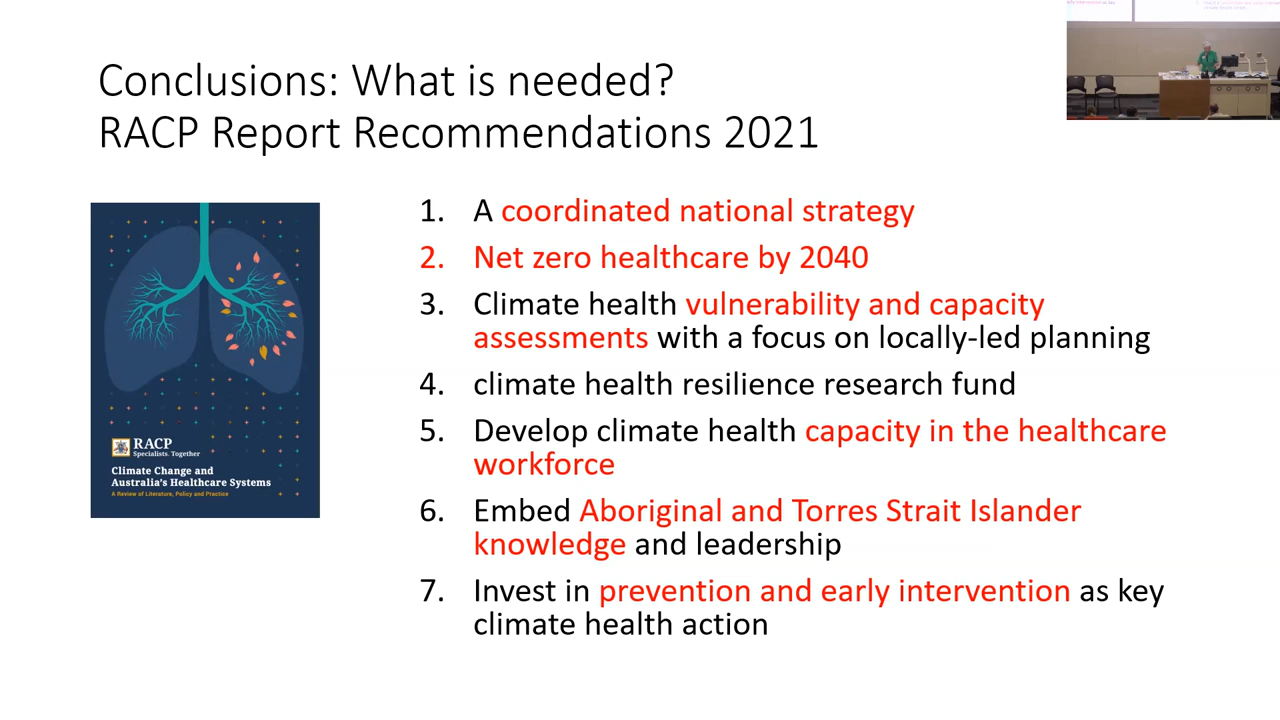 Conclusions: What is needed?
RACP Report Recommendations 2021
1. A coordinated national strategy
2. Net zero healthcare by 2040
3. Climate health vulnerability and capacity
assessments with a focus on locally-led planning
4. climate health resilience research fund
5. Develop climate health capacity in the healthcare
workforce
6. Embed Aboriginal and Torres Strait Islander
knowledge and leadership
7. Invest in prevention and early intervention as key
climate health action
RACP
Specialists. Together
Climate Change and
Australia's Healthcare Systems
A Review of Literature, Policy and Practice